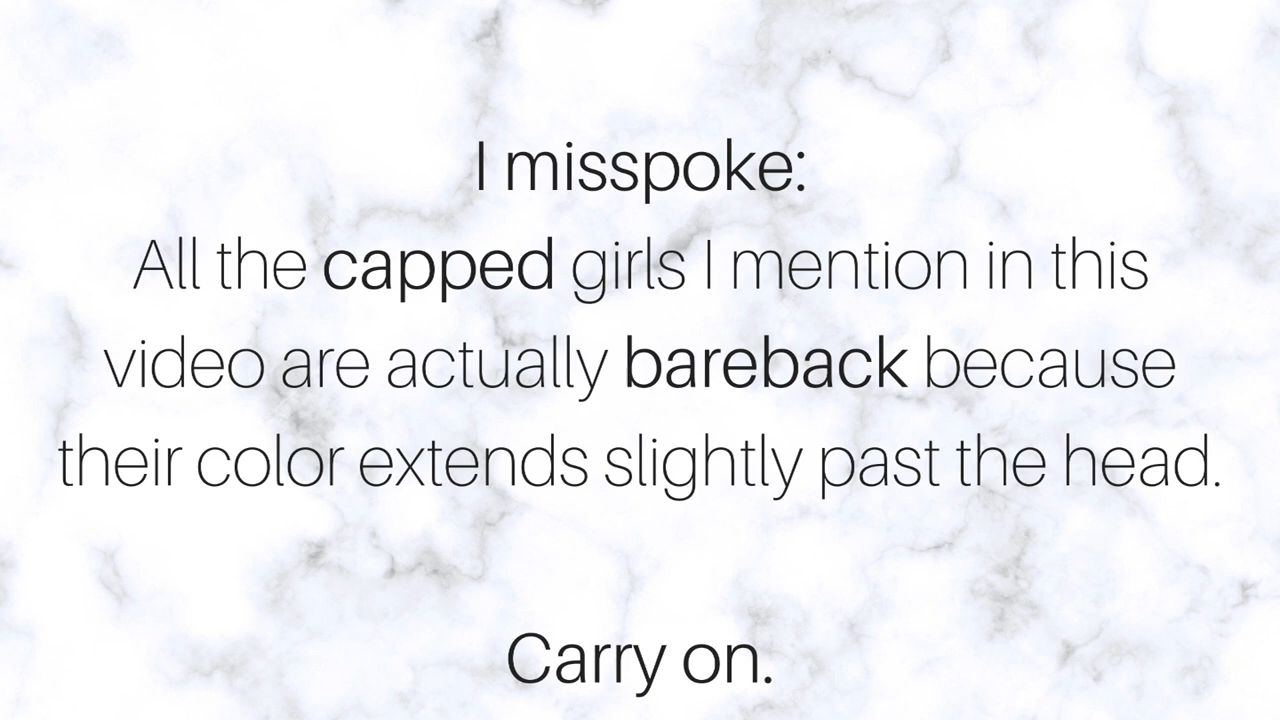 I misspoke:
All the capped girls I mention in this
video are actually bareback because
their color extends slightly past the head.
Carry on.